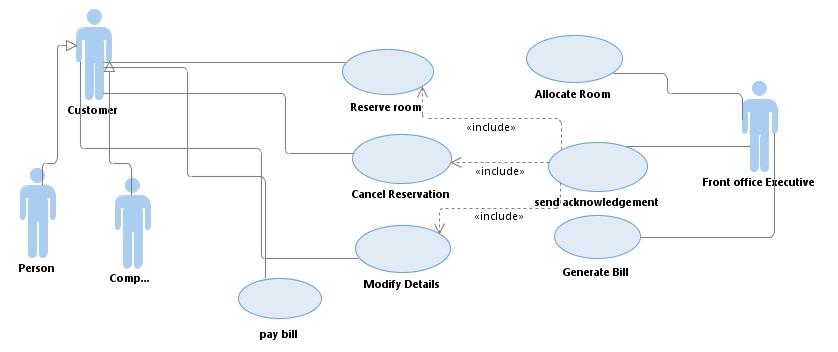 Customer
Reserve room
Allocate Room
«include»
Cancel Reservation
«include»
send acknowledgement
Front office Executive
«include»
Person
Comp...
Modify Details
Generate Bill
pay bill